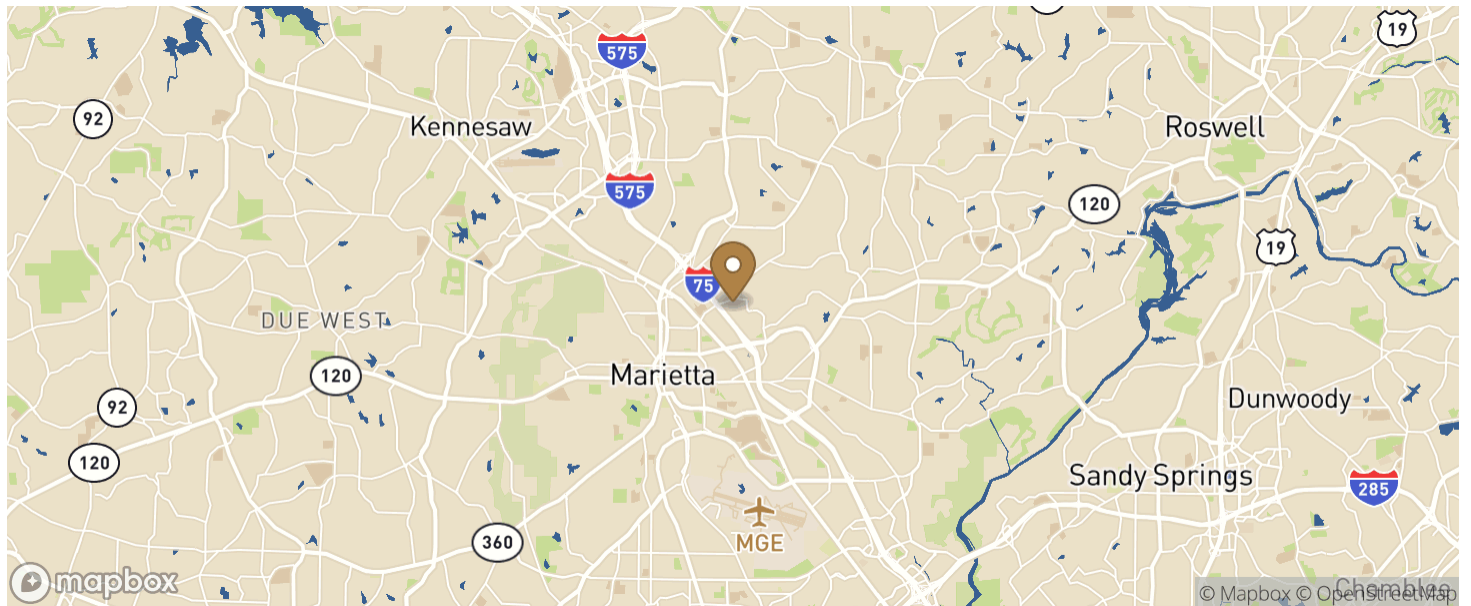 19
575
92
Kennesaw
Roswell
575
120
19
75
DUE WEST
120
Marietta
92
Dunwoody
120
Sandy Springs
285
360
MGE
mapbox
Chamblee
© Mapbox © OpenStreetMap